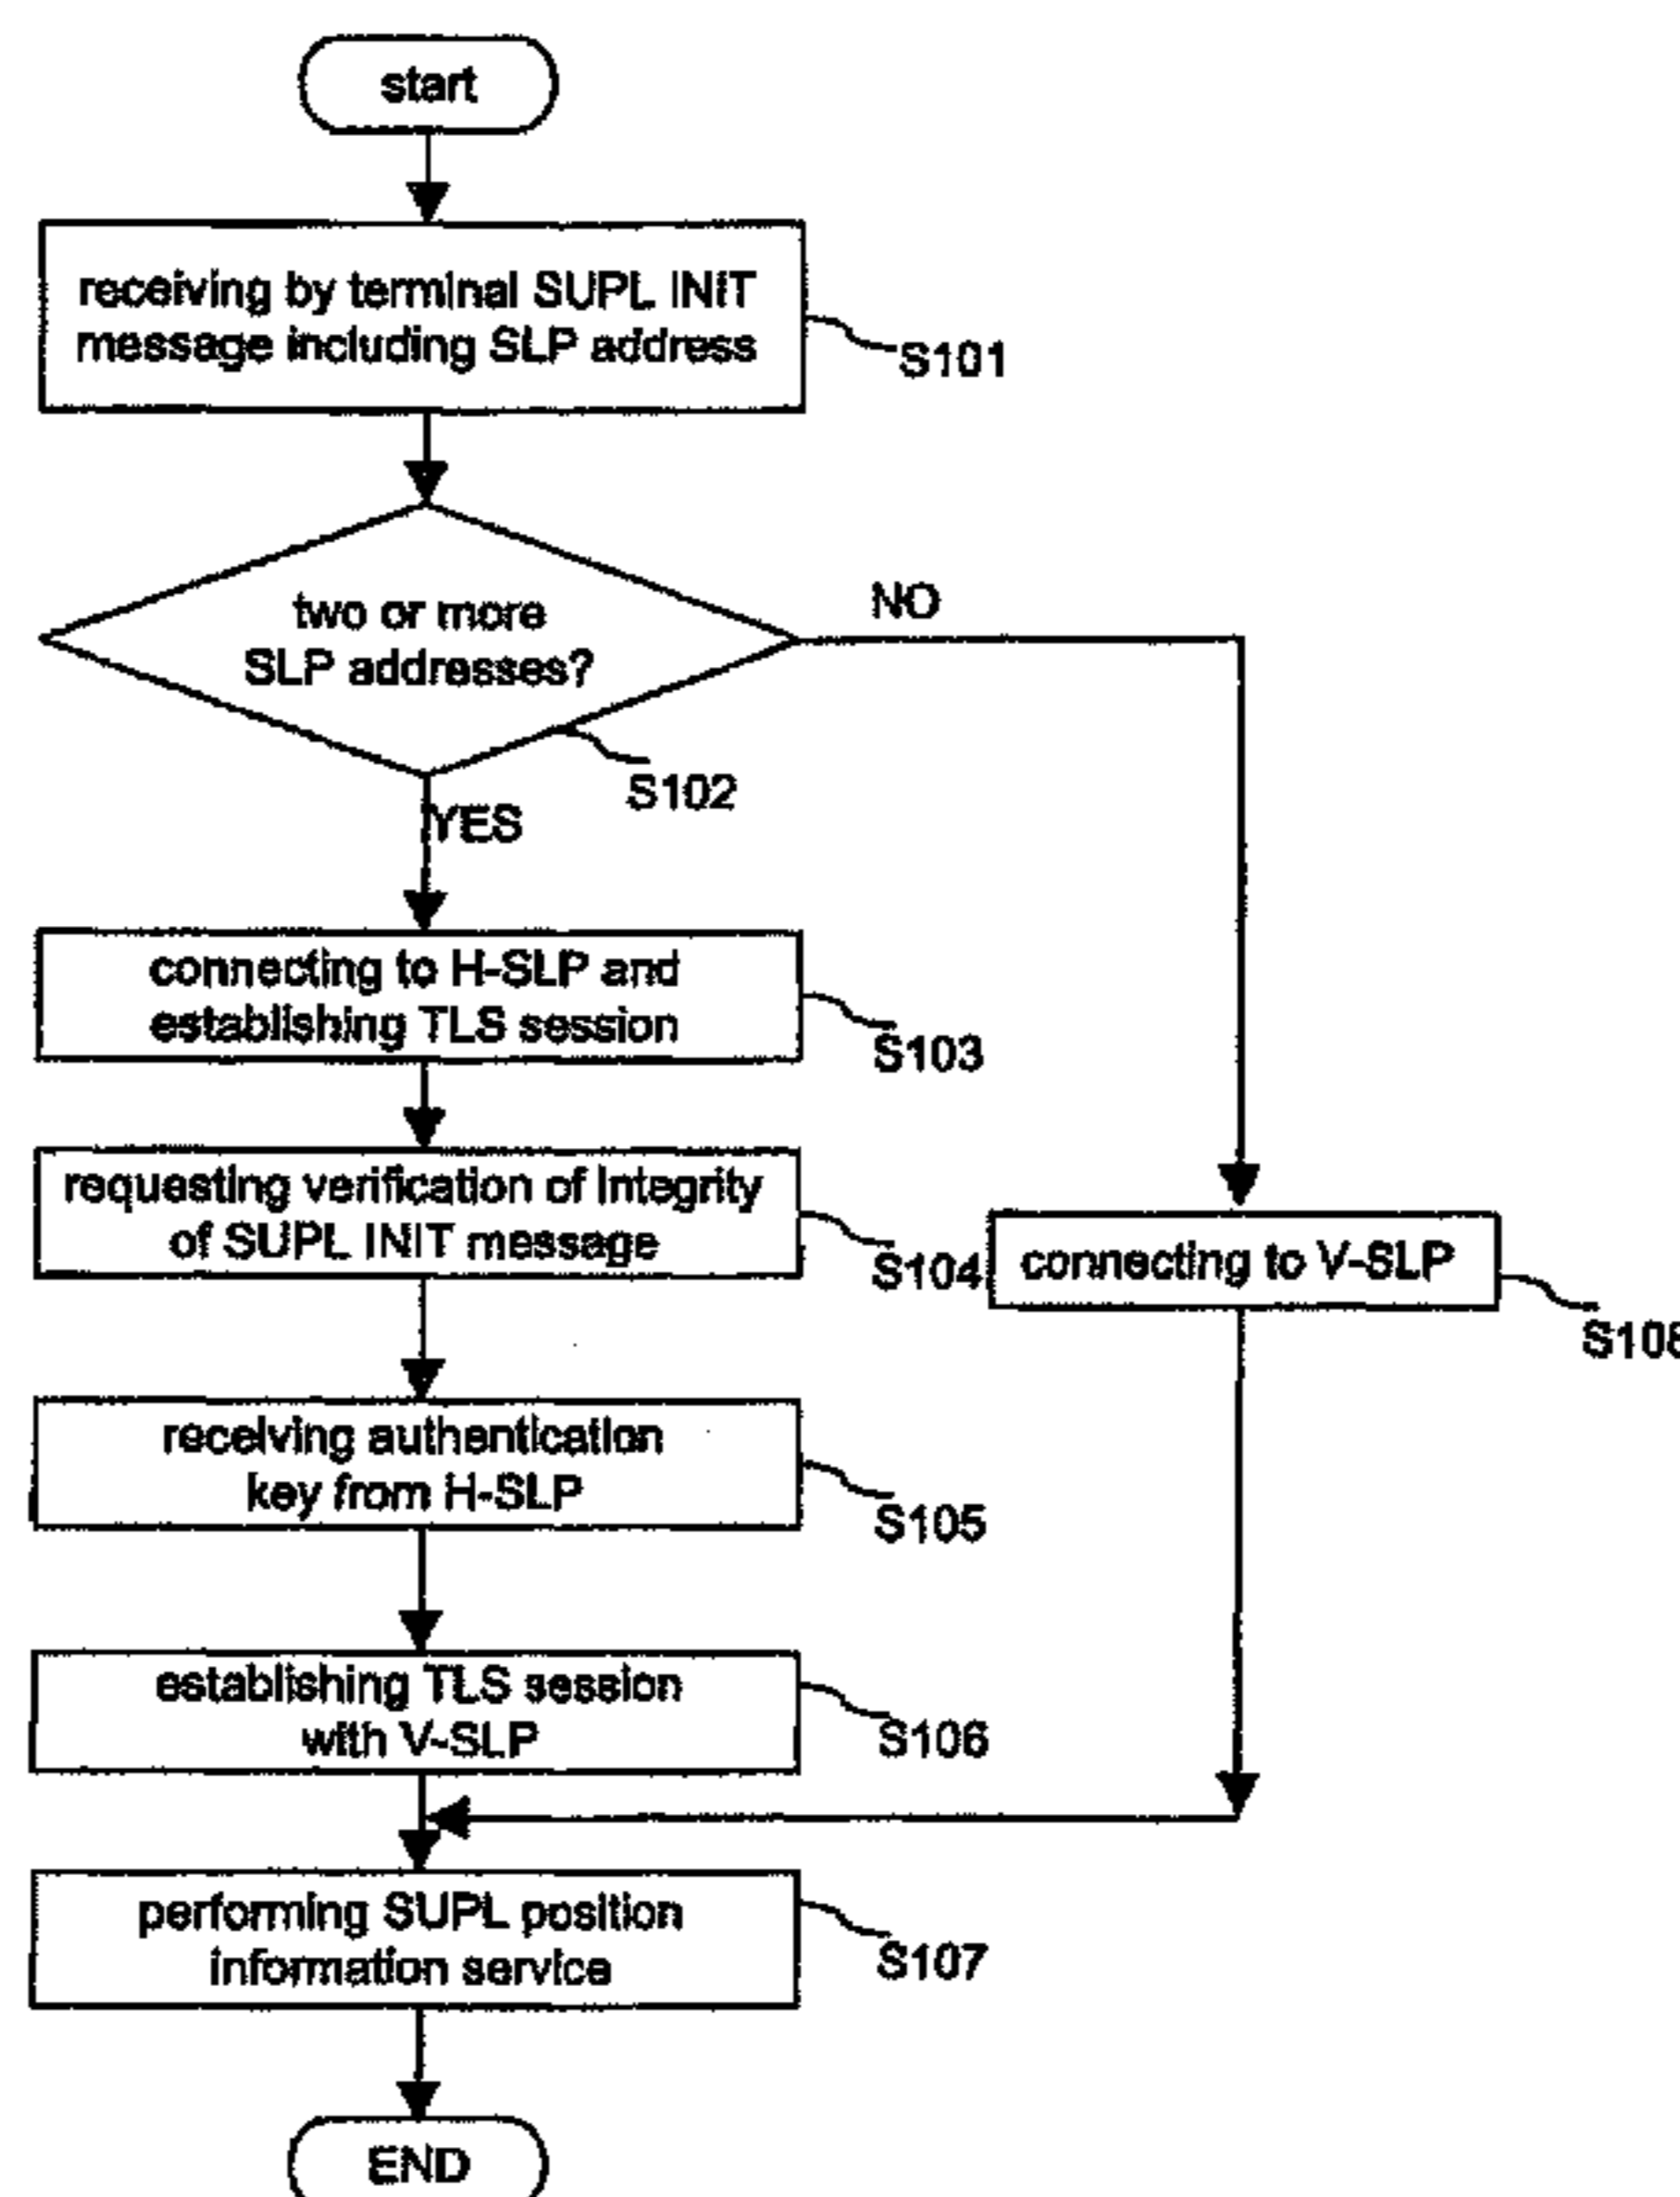 start
receiving by terminal SUPL INIT
message including SLP address
S101
two or more
SLP addresses?
NO
S102
YES
connecting to H-SLP and
establishing TLS session
S103
requesting verification of integrity
of SUPL INIT message
S104
connecting to V-SLP
S108
receiving authentication
key from H-SLP
S105
establishing TLS session
with V-SLP
S106
performing SUPL position
information service
S107
END